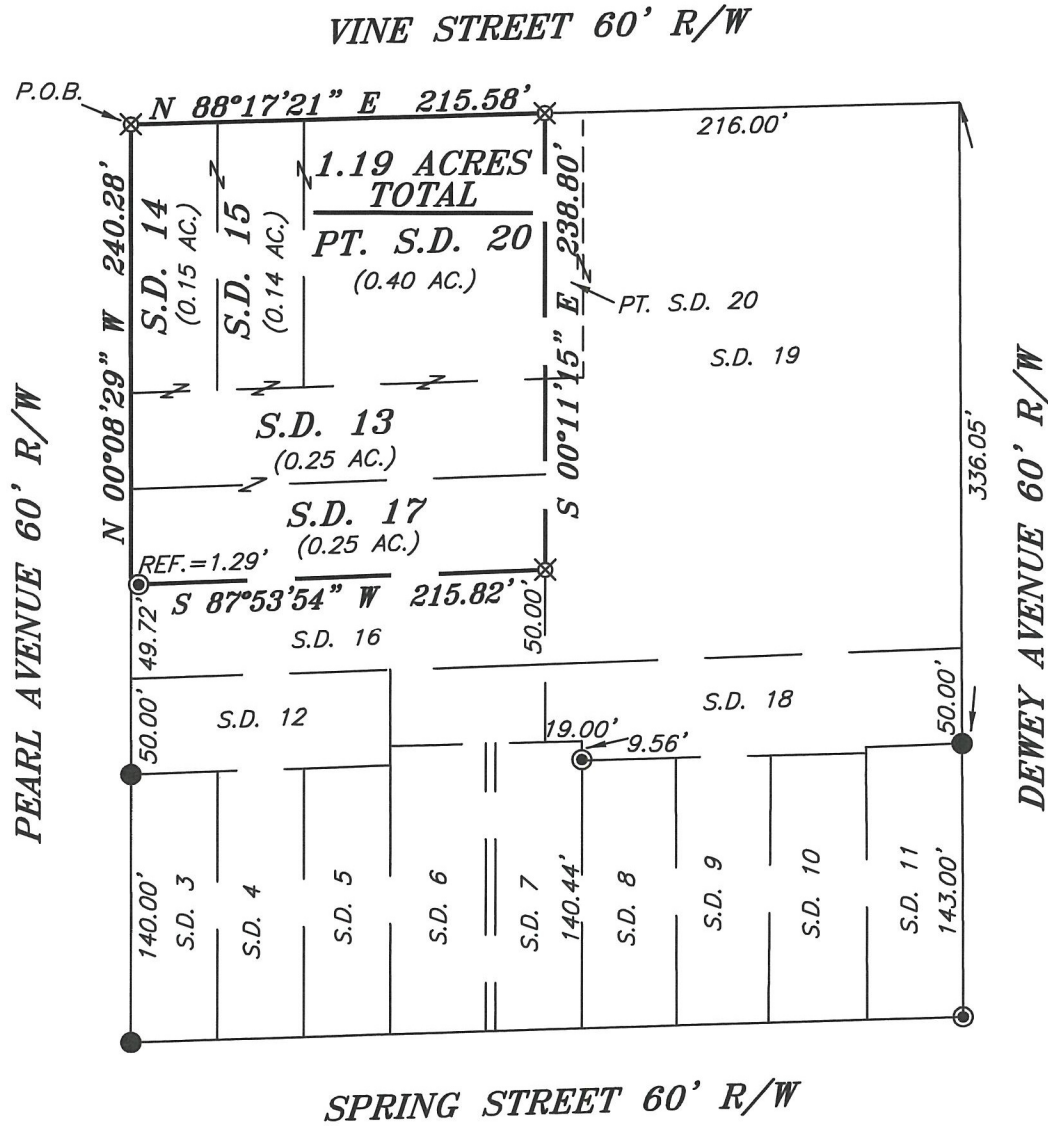 VINE STREET 60' R/W
P.O.B.
N 88°17'21" E 215.58'
216.00'
1.19 ACRES
TOTAL
PT. S.D. 20
(0.40 AC.)
S.D. 14
(0.15 AC.)
S.D. 15
(0.14 AC.)
N 00°08'29" W 240.28'
S 00°11'15" E 238.80'
PT. S.D. 20
S.D. 19
S.D. 13
(0.25 AC.)
S.D. 17
(0.25 AC.)
336.05'
PEARL AVENUE 60' R/W
DEWEY AVENUE 60' R/W
REF.=1.29'
S 87°53'54" W 215.82'
49.72'
S.D. 16
50.00'
50.00'
S.D. 12
S.D. 18
19.00'
9.56'
50.00'
140.00'
S.D. 3
S.D. 4
S.D. 5
S.D. 6
S.D. 7
140.44'
S.D. 8
S.D. 9
S.D. 10
S.D. 11
143.00'
SPRING STREET 60' R/W